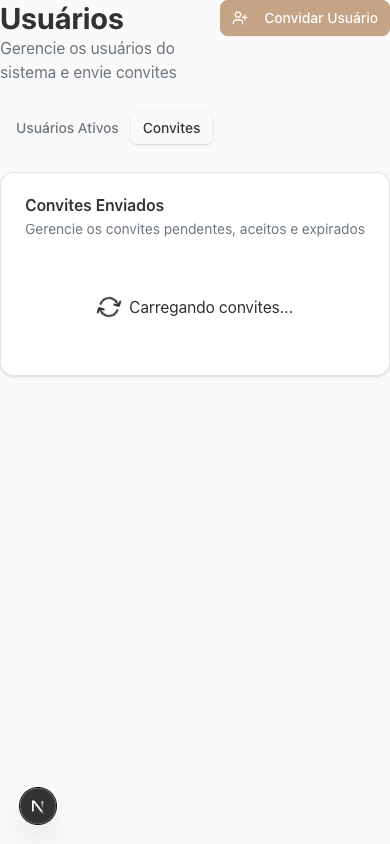 Usuários
Convidar Usuário
Gerencie os usuários do
sistema e envie convites
Usuários Ativos
Convites
Convites Enviados
Gerencie os convites pendentes, aceitos e expirados
Carregando convites...
N